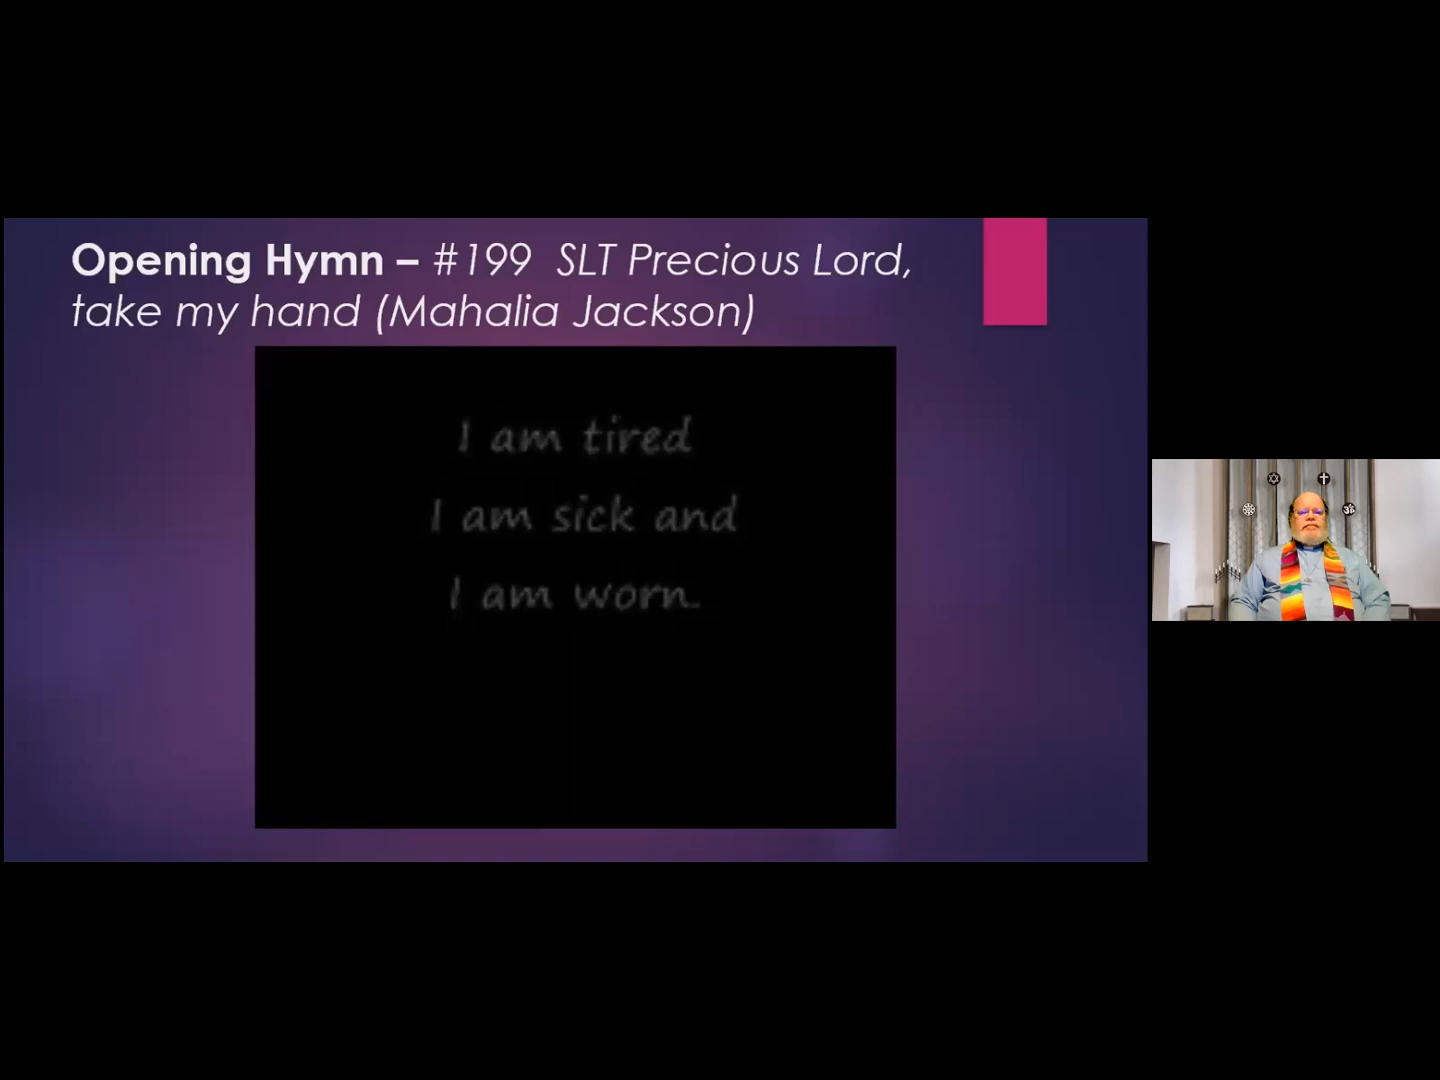 Opening Hymn – #199 SLT Precious Lord,
take my hand (Mahalia Jackson)
I am tired
I am sick and
I am worn.